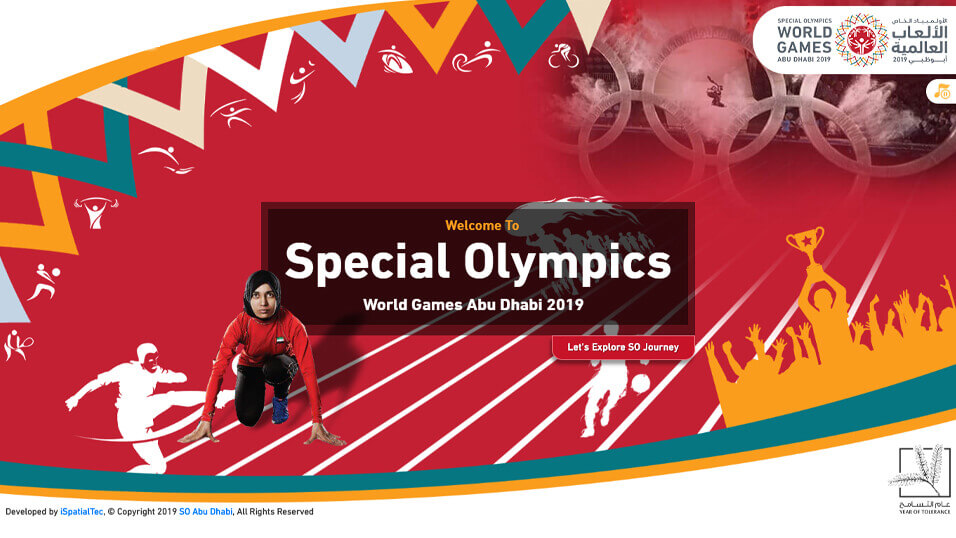 SPECIAL OLYMPICS
WORLD
GAMES
ABU DHABI 2019
الأولمبياد الخاص
الألعاب
العالمية
أبوظبي 2019
Welcome To
Special Olympics
World Games Abu Dhabi 2019
Let's Explore SO Journey
عام التسامح
YEAR OF TOLERANCE
Developed by iSpatialTec, © Copyright 2019 SO Abu Dhabi, All Rights Reserved